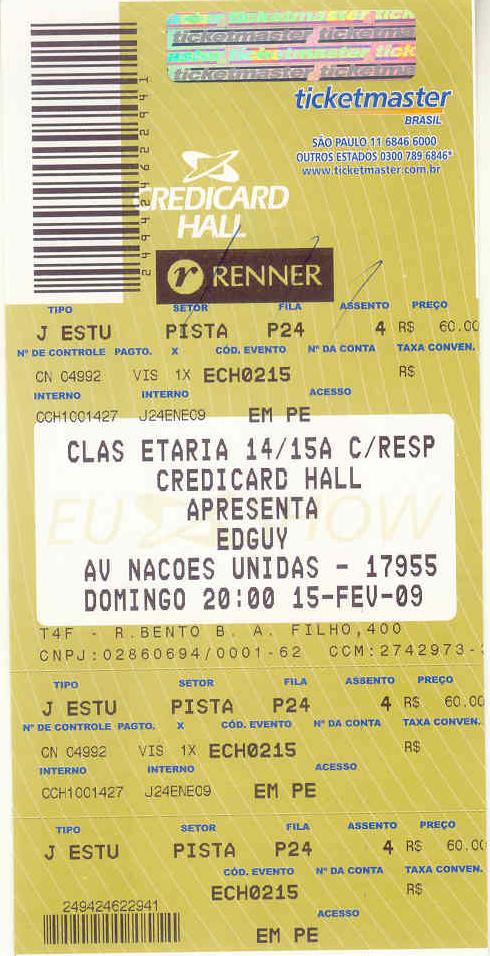 ticketmaster ticketmaster
ticketmaster
BRASIL
SÃO PAULO 11 6846 6000
OUTROS ESTADOS 0300 789 6846*
www.ticketmaster.com.br
CREDICARD
HALL
r RENNER
TIPO SETOR FILA ASSENTO PREÇO
J ESTU PISTA P24 4 R$ 60.00
Nº DE CONTROLE PAGTO. X CÓD. EVENTO Nº DA CONTA TAXA CONVEN.
CN 04992 VIS 1X ECH0215 R$
INTERNO INTERNO ACESSO
CCH1001427 J24ENE09 EM PE
CLAS ETARIA 14/15A C/RESP
CREDICARD HALL
APRESENTA
EDGUY
AV NACOES UNIDAS - 17955
DOMINGO 20:00 15-FEV-09
T4F - R.BENTO B. A. FILHO,400
CNPJ:02860694/0001-62 CCM:2742973-
TIPO SETOR FILA ASSENTO PREÇO
J ESTU PISTA P24 4 R$ 60.00
Nº DE CONTROLE PAGTO. X CÓD. EVENTO Nº DA CONTA TAXA CONVEN.
CN 04992 VIS 1X ECH0215 R$
INTERNO INTERNO ACESSO
CCH1001427 J24ENE09 EM PE
TIPO SETOR FILA ASSENTO PREÇO
J ESTU PISTA P24 4 R$ 60.00
CÓD. EVENTO Nº DA CONTA TAXA CONVEN.
ECH0215 R$
249424622941
ACESSO
EM PE